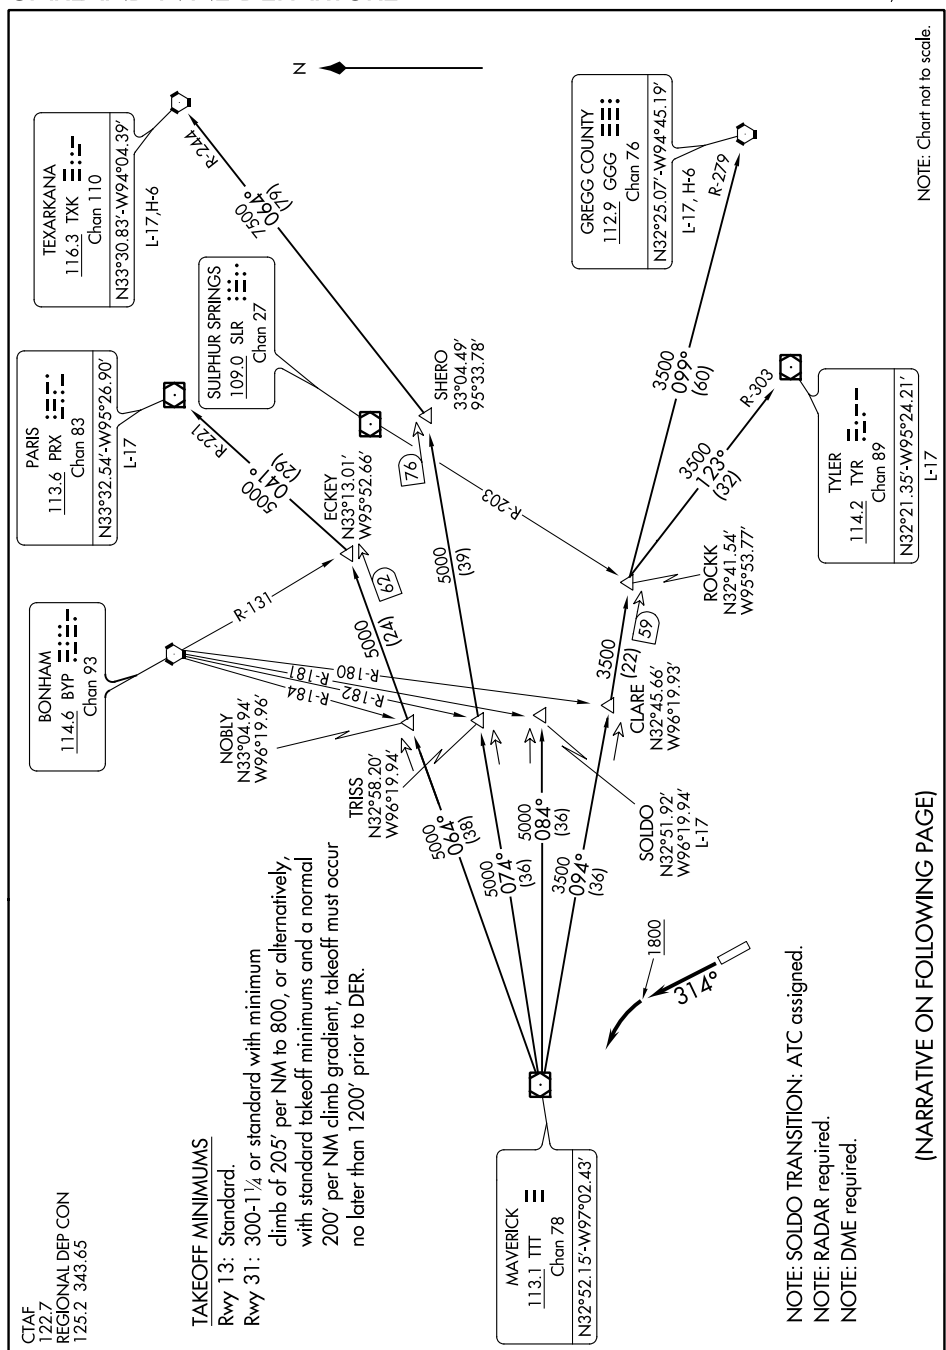 CTAF
122.7
REGIONAL DEP CON
125.2 343.65
TAKEOFF MINIMUMS
Rwy 13: Standard.
Rwy 31: 300-1¼ or standard with minimum
climb of 205' per NM to 800, or alternatively,
with standard takeoff minimums and a normal
200' per NM climb gradient, takeoff must occur
no later than 1200' prior to DER.
BONHAM
114.6 BYP
Chan 93
PARIS
113.6 PRX
Chan 83
N33°32.54'-W95°26.90'
L-17
TEXARKANA
116.3 TXK
Chan 110
N33°30.83'-W94°04.39'
L-17,H-6
SULPHUR SPRINGS
109.0 SLR
Chan 27
N
R-244
7500
064°
(79)
R-221
5000
041°
(29)
ECKEY
N33°13.01'
W95°52.66'
SHERO
33°04.49'
95°33.78'
GREGG COUNTY
112.9 GGG
Chan 76
N32°25.07'-W94°45.19'
L-17, H-6
R-279
R-131
R-180
R-181
R-182
R-184
NOBLY
N33°04.94'
W96°19.96'
TRISS
N32°58.20'
W96°19.94'
5000
(24)
62
5000
(39)
76
R-203
3500
099°
(60)
3500
123°
(32)
R-303
TYLER
114.2 TYR
Chan 89
N32°21.35'-W95°24.21'
L-17
ROCKK
N32°41.54'
W95°53.77'
3500
(22)
59
CLARE
N32°45.66'
W96°19.93'
SOLDO
N32°51.92'
W96°19.94'
L-17
5000
064°
(38)
5000
074°
(36)
5000
084°
(36)
3500
094°
(36)
1800
314°
MAVERICK
113.1 TTT
Chan 78
N32°52.15'-W97°02.43'
NOTE: SOLDO TRANSITION: ATC assigned.
NOTE: RADAR required.
NOTE: DME required.
(NARRATIVE ON FOLLOWING PAGE)
NOTE: Chart not to scale.